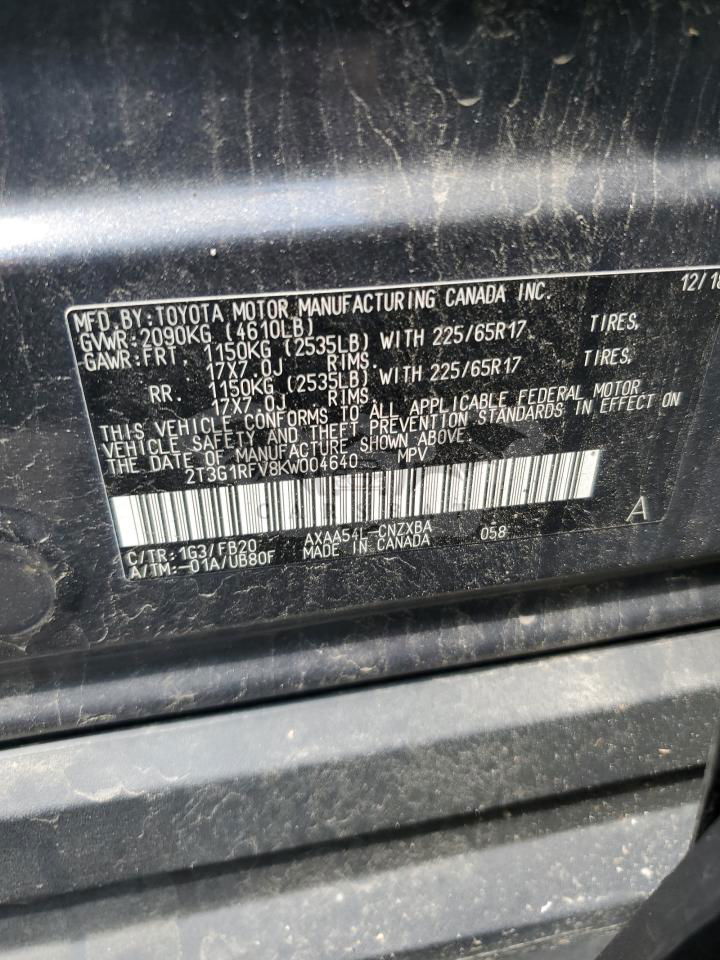 MFD.BY:TOYOTA MOTOR MANUFACTURING CANADA INC. 12/18
GVWR:2090KG (4610LB)
GAWR:FRT. 1150KG (2535LB) WITH 225/65R17 TIRES,
17X7.0J RIMS.
RR. 1150KG (2535LB) WITH 225/65R17 TIRES,
17X7.0J RIMS.
THIS VEHICLE CONFORMS TO ALL APPLICABLE FEDERAL MOTOR
VEHICLE SAFETY AND THEFT PREVENTION STANDARDS IN EFFECT ON
THE DATE OF MANUFACTURE SHOWN ABOVE.
2T3G1RFV8KW004640 MPV
A
C/TR:1G3/FB20 AXAA54L-CNZXBA 058
A/TM:-01A/UB80F MADE IN CANADA